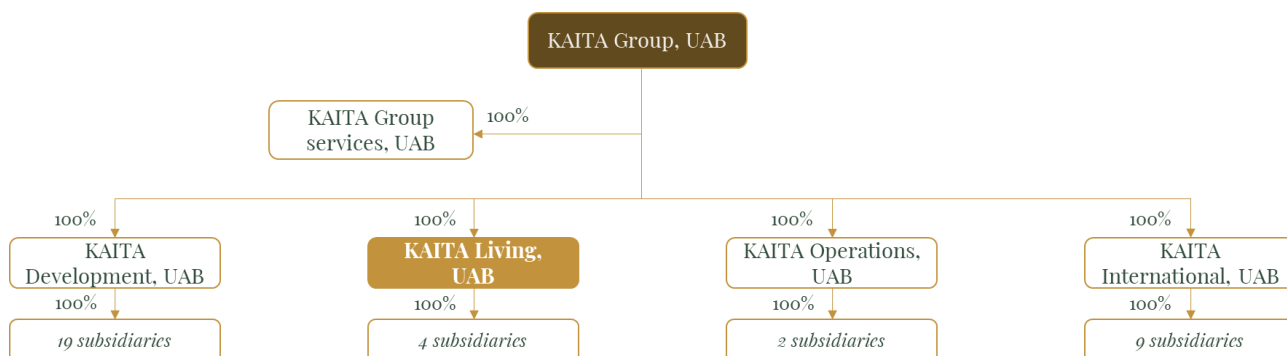 KAITA Group, UAB
KAITA Group
services, UAB
100%
100%
100%
100%
100%
KAITA
Development, UAB
KAITA Living,
UAB
KAITA Operations,
UAB
KAITA
International, UAB
100%
100%
100%
100%
19 subsidiaries
4 subsidiaries
2 subsidiaries
9 subsidiaries